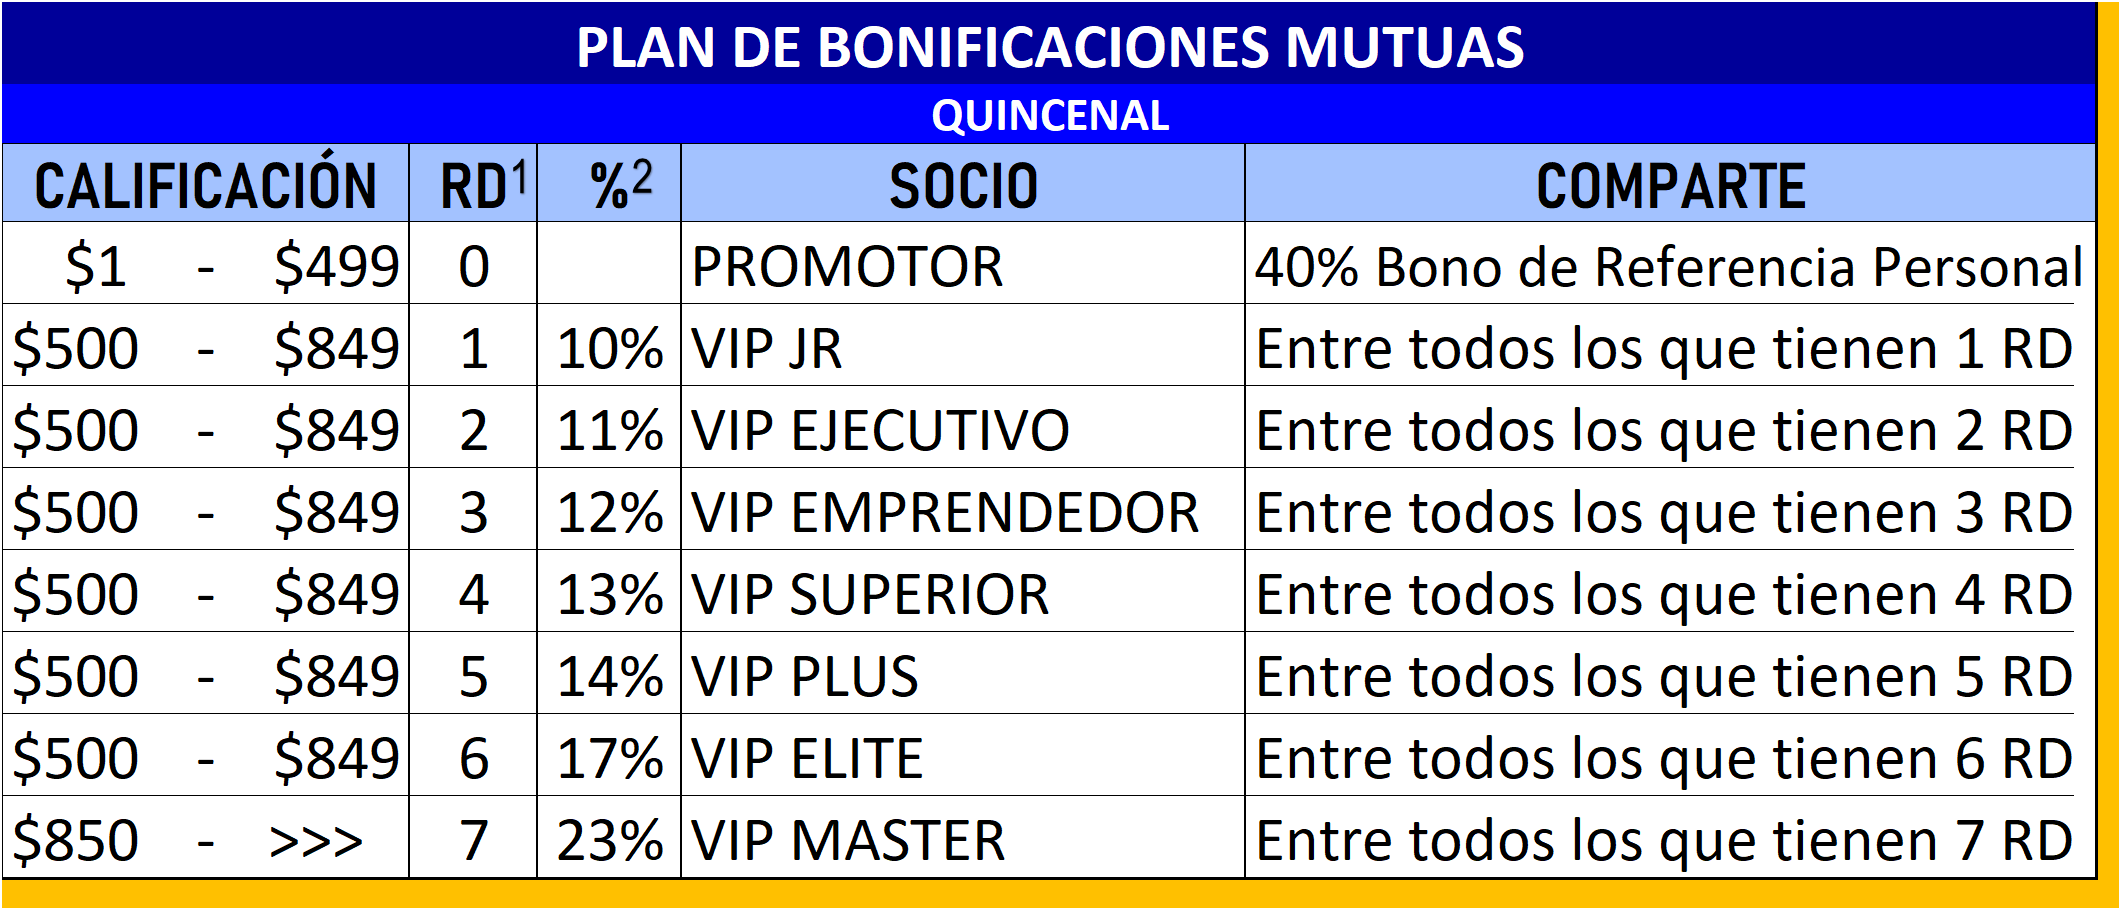 PLAN DE BONIFICACIONES MUTUAS
QUINCENAL
CALIFICACIÓN RD1 %2 SOCIO COMPARTE
$1 - $499 0 PROMOTOR 40% Bono de Referencia Personal
$500 - $849 1 10% VIP JR Entre todos los que tienen 1 RD
$500 - $849 2 11% VIP EJECUTIVO Entre todos los que tienen 2 RD
$500 - $849 3 12% VIP EMPRENDEDOR Entre todos los que tienen 3 RD
$500 - $849 4 13% VIP SUPERIOR Entre todos los que tienen 4 RD
$500 - $849 5 14% VIP PLUS Entre todos los que tienen 5 RD
$500 - $849 6 17% VIP ELITE Entre todos los que tienen 6 RD
$850 - >>> 7 23% VIP MASTER Entre todos los que tienen 7 RD